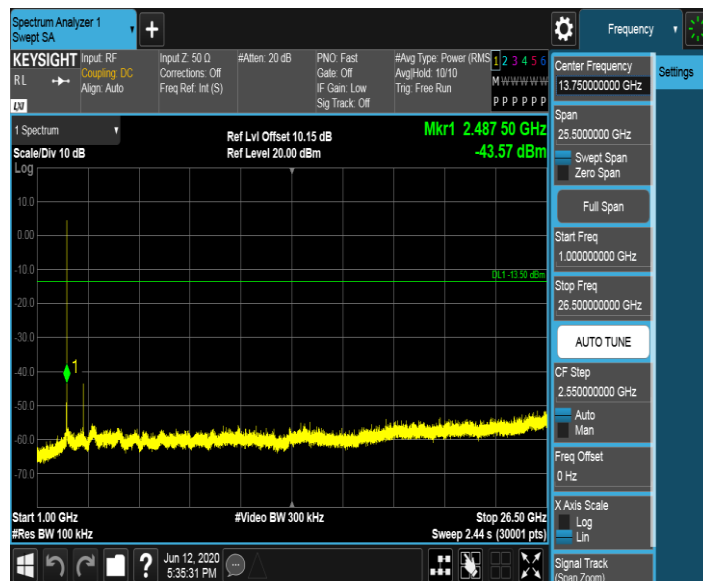 Spectrum Analyzer 1
Swept SA
Frequency
KEYSIGHT
RL
LXI
Input: RF
Coupling: DC
Align: Auto
Input Z: 50 Ω
Corrections: Off
Freq Ref: Int (S)
#Atten: 20 dB
PNO: Fast
Gate: Off
IF Gain: Low
Sig Track: Off
#Avg Type: Power (RMS
Avg|Hold: 10/10
Trig: Free Run
1 2 3 4 5 6
M W W W W W
P P P P P P
Center Frequency
13.750000000 GHz
Settings
Span
25.5000000 GHz
Swept Span
Zero Span
Full Span
Start Freq
1.000000000 GHz
Stop Freq
26.500000000 GHz
AUTO TUNE
CF Step
2.550000000 GHz
Auto
Man
Freq Offset
0 Hz
X Axis Scale
Log
Lin
Signal Track
(Span Zoom)
1 Spectrum
Scale/Div 10 dB
Ref Lvl Offset 10.15 dB
Ref Level 20.00 dBm
Mkr1 2.487 50 GHz
-43.57 dBm
Log
10.0
0.00
-10.0
DL1 -13.50 dBm
-20.0
-30.0
1
-40.0
-50.0
-60.0
-70.0
Start 1.00 GHz
#Video BW 300 kHz
Stop 26.50 GHz
#Res BW 100 kHz
Sweep 2.44 s (30001 pts)
?
Jun 12, 2020
5:35:31 PM